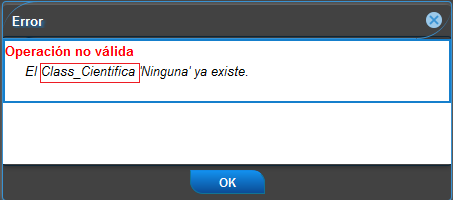 Error
Operación no válida
El Class_Cientifica 'Ninguna' ya existe.
OK